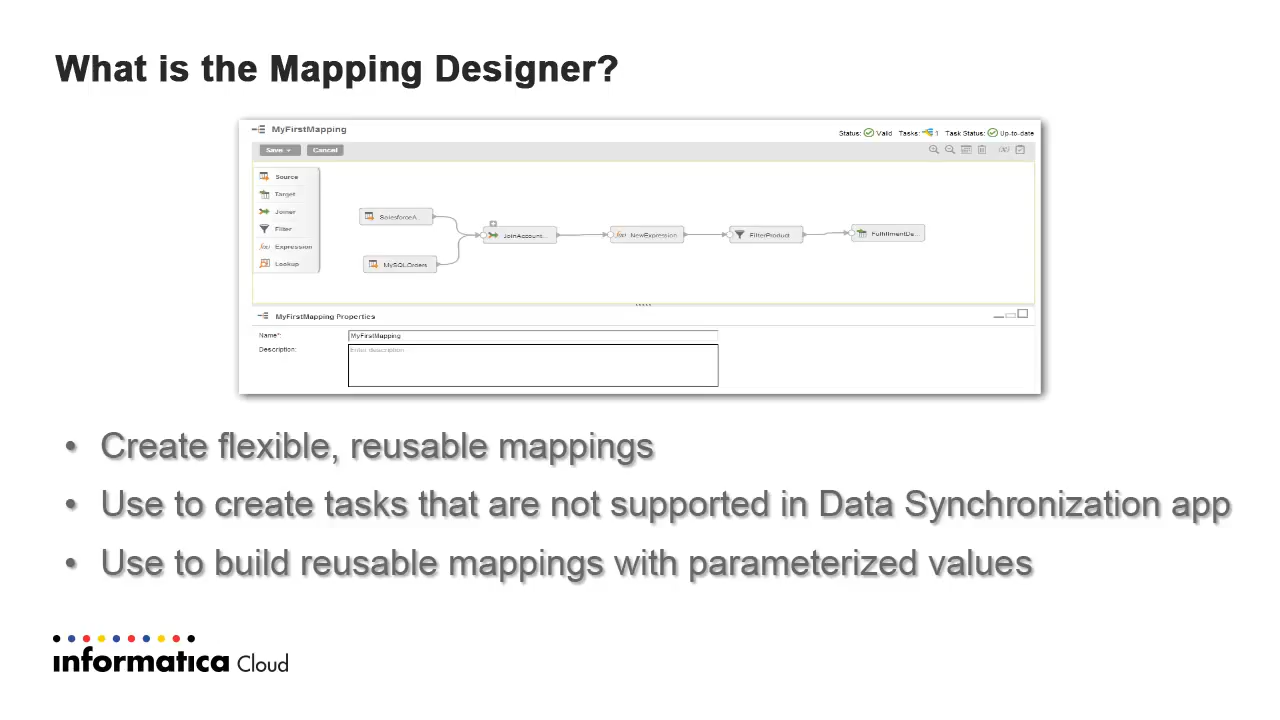 What is the Mapping Designer?
MyFirstMapping
Status: Valid Tasks: 1 Task Status: Up-to-date
Save Cancel
Source
Target
Joiner
Filter
Expression
Lookup
SalesforceA...
MySQLOrders
JoinAccount...
NewExpression
FilterProduct
FulfillmentDe...
MyFirstMapping Properties
Name*: MyFirstMapping
Description: Enter description
• Create flexible, reusable mappings
• Use to create tasks that are not supported in Data Synchronization app
• Use to build reusable mappings with parameterized values
informatica Cloud